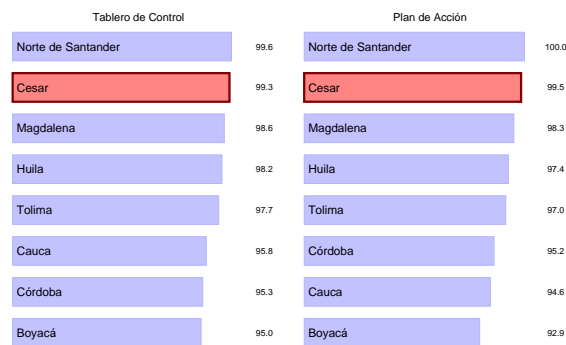 Tablero de Control
Norte de Santander 99.6
Cesar 99.3
Magdalena 98.6
Huila 98.2
Tolima 97.7
Cauca 95.8
Córdoba 95.3
Boyacá 95.0
Plan de Acción
Norte de Santander 100.0
Cesar 99.5
Magdalena 98.3
Huila 97.4
Tolima 97.0
Córdoba 95.2
Cauca 94.6
Boyacá 92.9